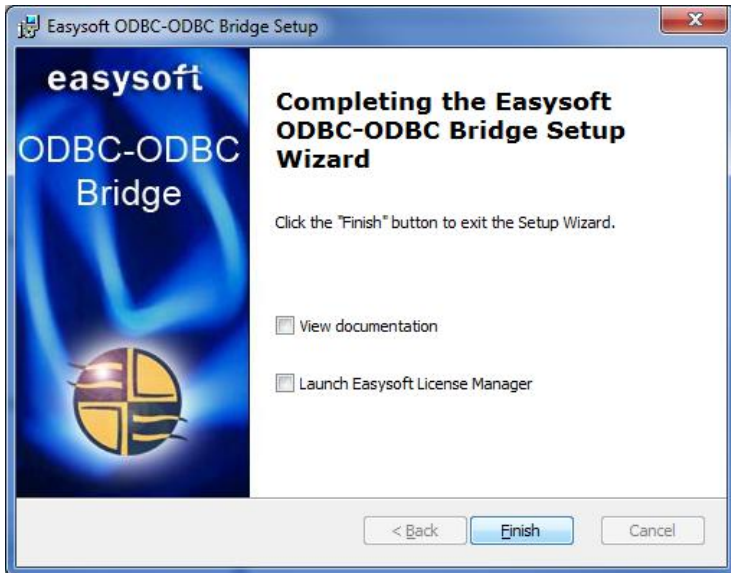 Easysoft ODBC-ODBC Bridge Setup
easysoft
ODBC-ODBC
Bridge
Completing the Easysoft
ODBC-ODBC Bridge Setup
Wizard
Click the "Finish" button to exit the Setup Wizard.
View documentation
Launch Easysoft License Manager
< Back
Finish
Cancel